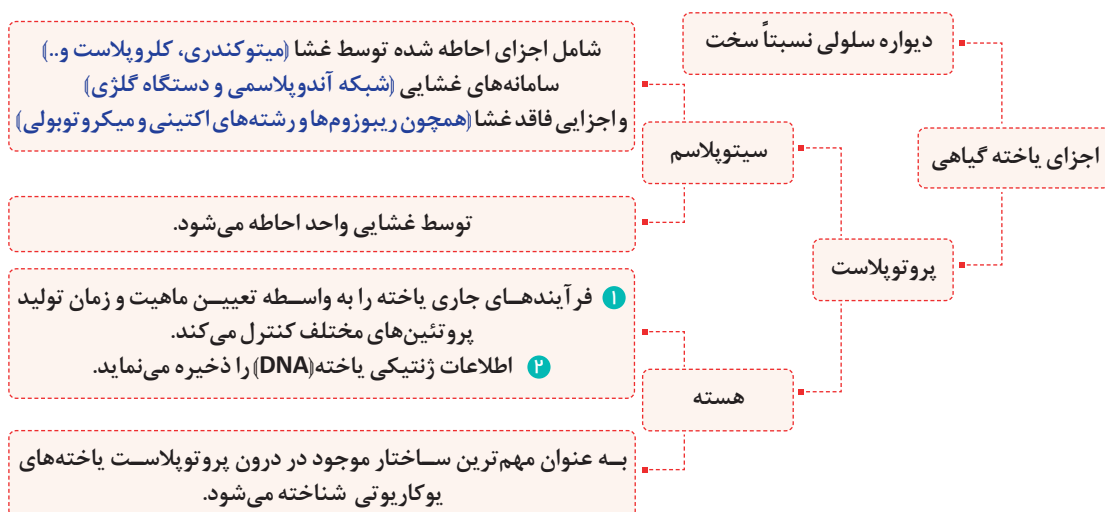 اجزای یاخته گیاهی
دیواره سلولی نسبتاً سخت
پروتوپلاست
سیتوپلاسم
شامل اجزای احاطه شده توسط غشا (میتوکندری، کلروپلاست و..)
سامانه‌های غشایی (شبکه آندوپلاسمی و دستگاه گلژی)
و اجزایی فاقد غشا (همچون ریبوزوم‌ها و رشته‌های اکتینی و میکروتوبولی)
توسط غشایی واحد احاطه می‌شود.
هسته
۱ فرآیندهای جاری یاخته را به واسطه تعیین ماهیت و زمان تولید
پروتئین‌های مختلف کنترل می‌کند.
۲ اطلاعات ژنتیکی یاخته(DNA) را ذخیره می‌نماید.
به عنوان مهم‌ترین ساختار موجود در درون پروتوپلاست یاخته‌های
یوکاریوتی شناخته می‌شود.